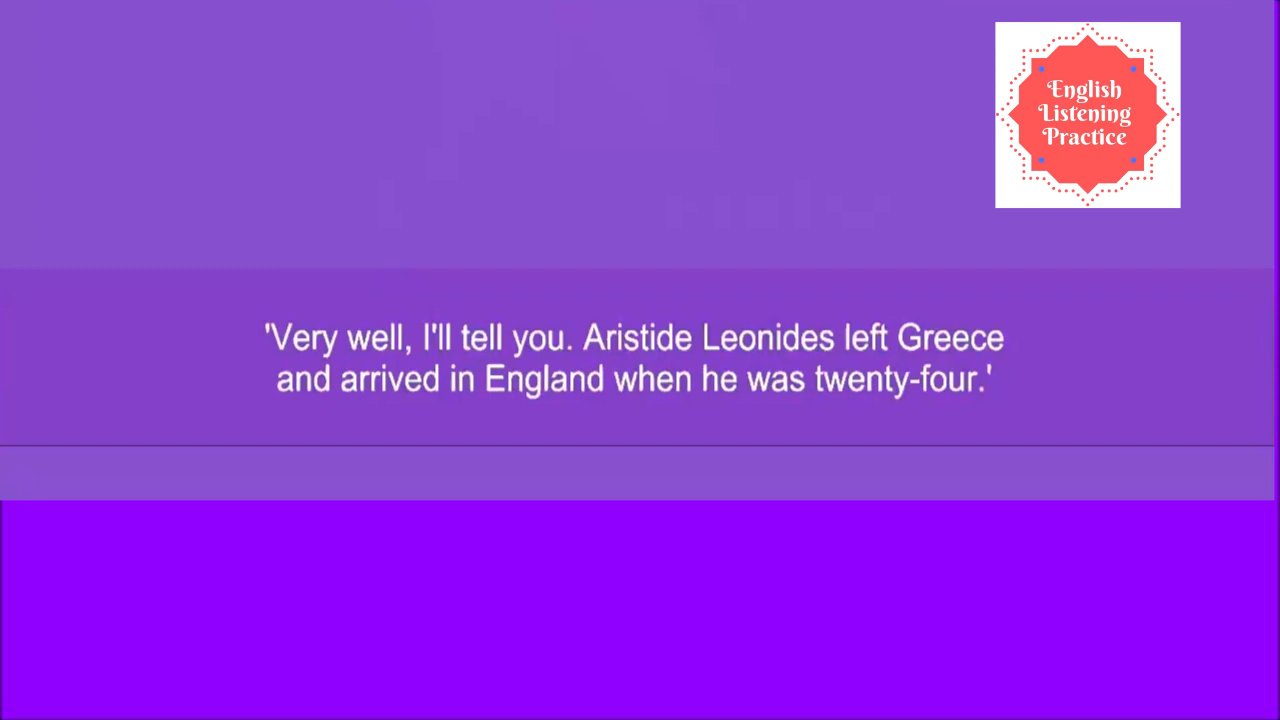 English
Listening
Practice
'Very well, I'll tell you. Aristide Leonides left Greece
and arrived in England when he was twenty-four.'